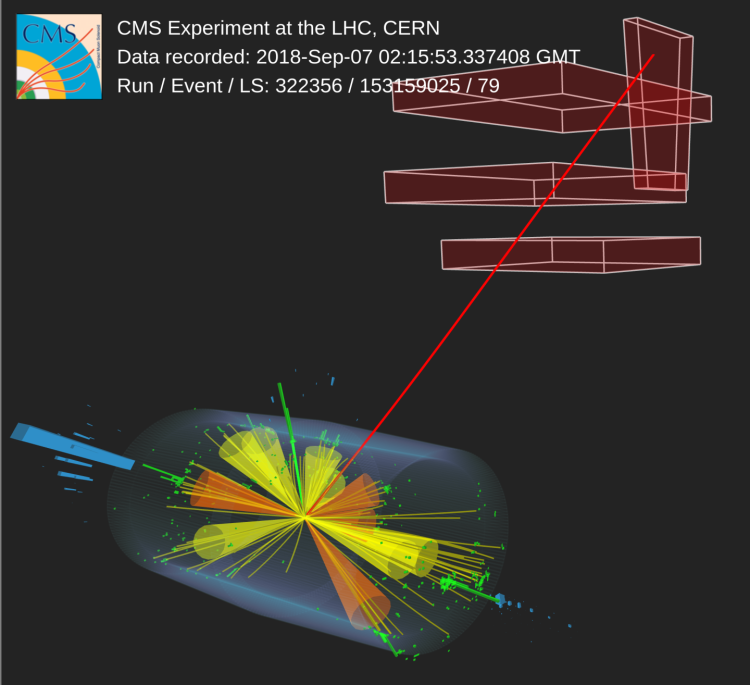 CMS
CMS Experiment at the LHC, CERN
Data recorded: 2018-Sep-07 02:15:53.337408 GMT
Run / Event / LS: 322356 / 153159025 / 79